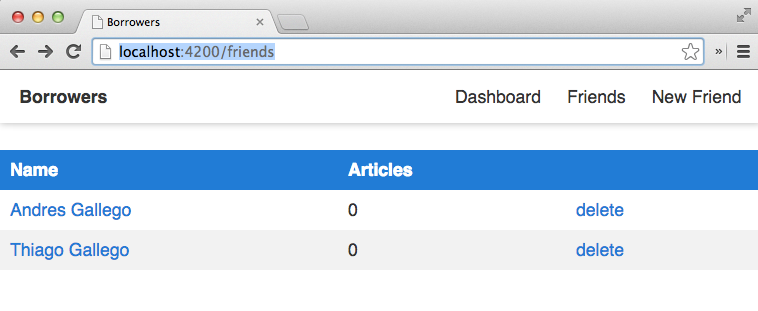 Borrowers
localhost:4200/friends
Borrowers Dashboard Friends New Friend
Name Articles
Andres Gallego 0 delete
Thiago Gallego 0 delete